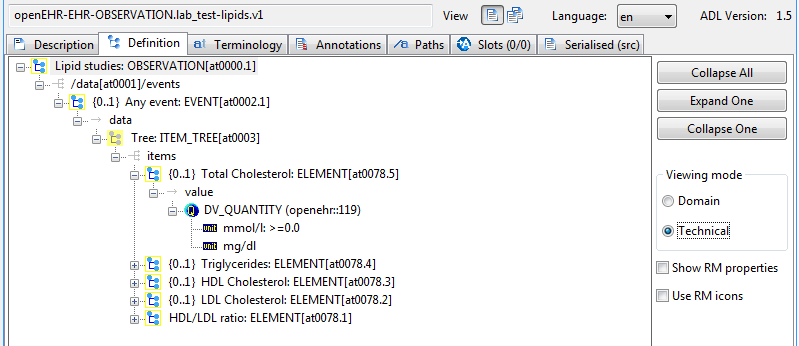 openEHR-EHR-OBSERVATION.lab_test-lipids.v1 View Language: en ADL Version: 1.5
Description Definition Terminology Annotations Paths Slots (0/0) Serialised (src)
Lipid studies: OBSERVATION[at0000.1]
/data[at0001]/events
{0..1} Any event: EVENT[at0002.1]
data
Tree: ITEM_TREE[at0003]
items
{0..1} Total Cholesterol: ELEMENT[at0078.5]
value
DV_QUANTITY (openehr::119)
unit mmol/l: >=0.0
unit mg/dl
{0..1} Triglycerides: ELEMENT[at0078.4]
{0..1} HDL Cholesterol: ELEMENT[at0078.3]
{0..1} LDL Cholesterol: ELEMENT[at0078.2]
HDL/LDL ratio: ELEMENT[at0078.1]
Collapse All
Expand One
Collapse One
Viewing mode
Domain
Technical
Show RM properties
Use RM icons